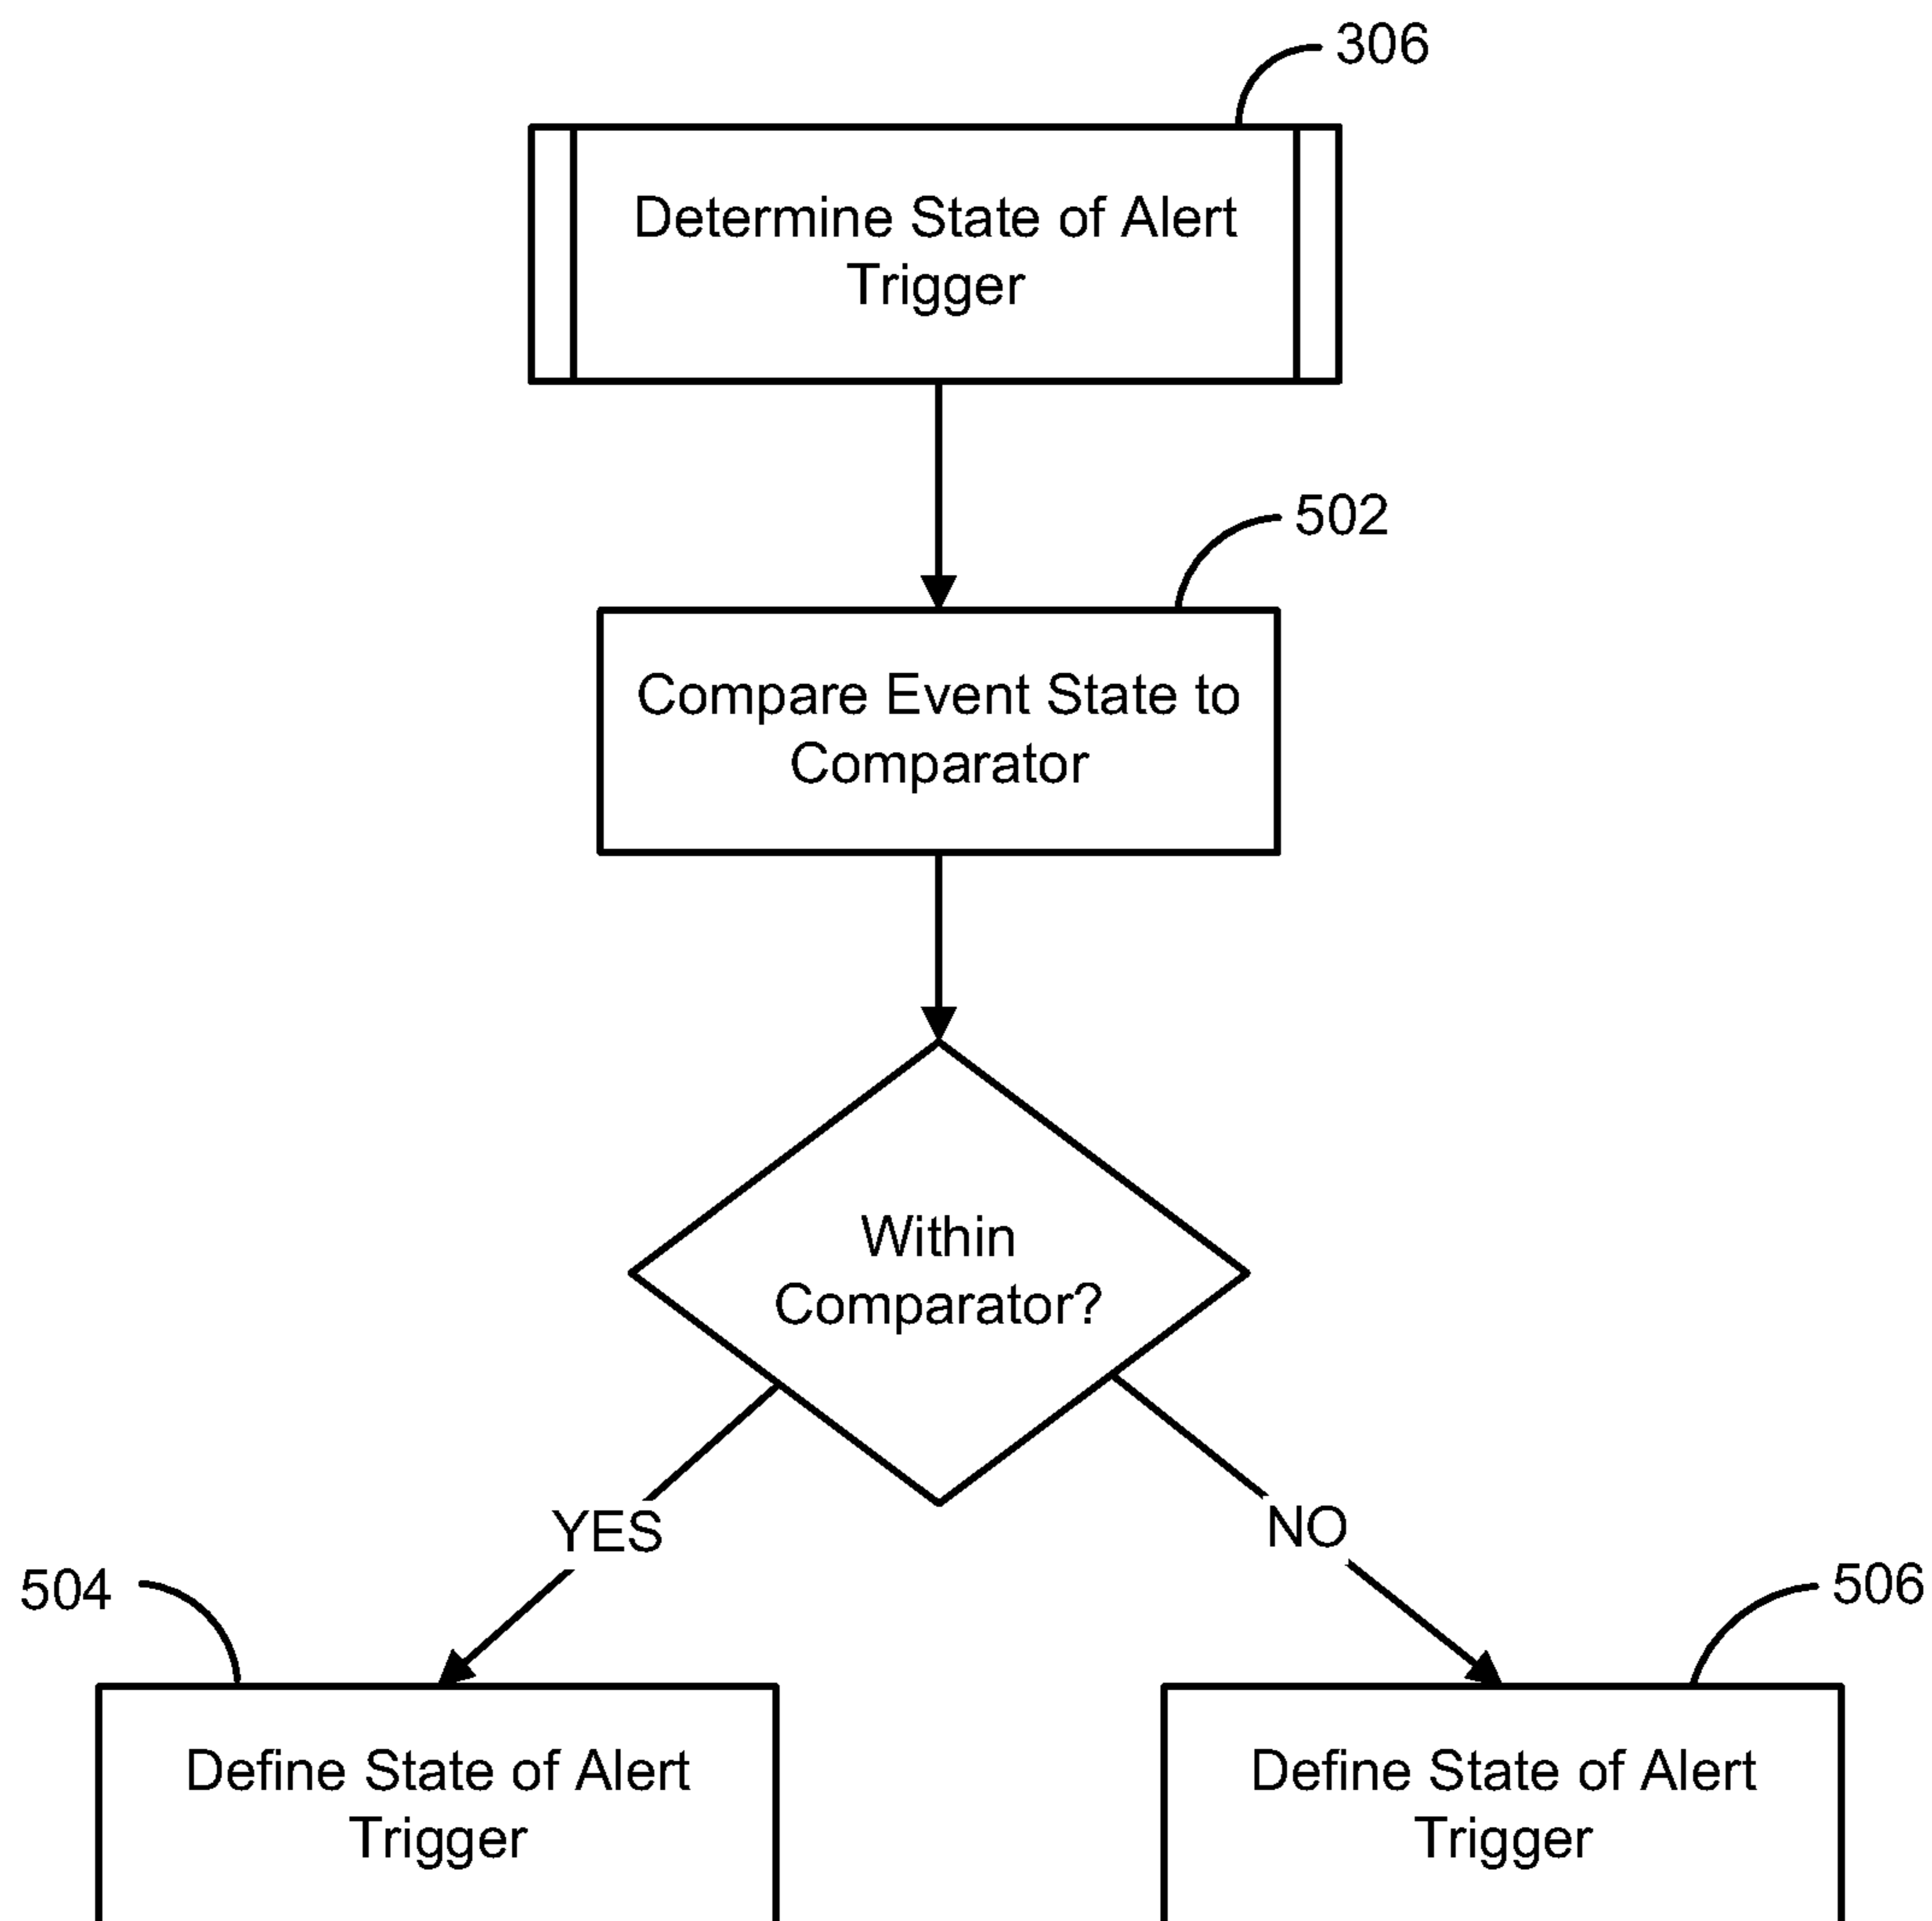 306
Determine State of Alert
Trigger
502
Compare Event State to
Comparator
Within
Comparator?
YES
NO
504
506
Define State of Alert
Trigger
Define State of Alert
Trigger